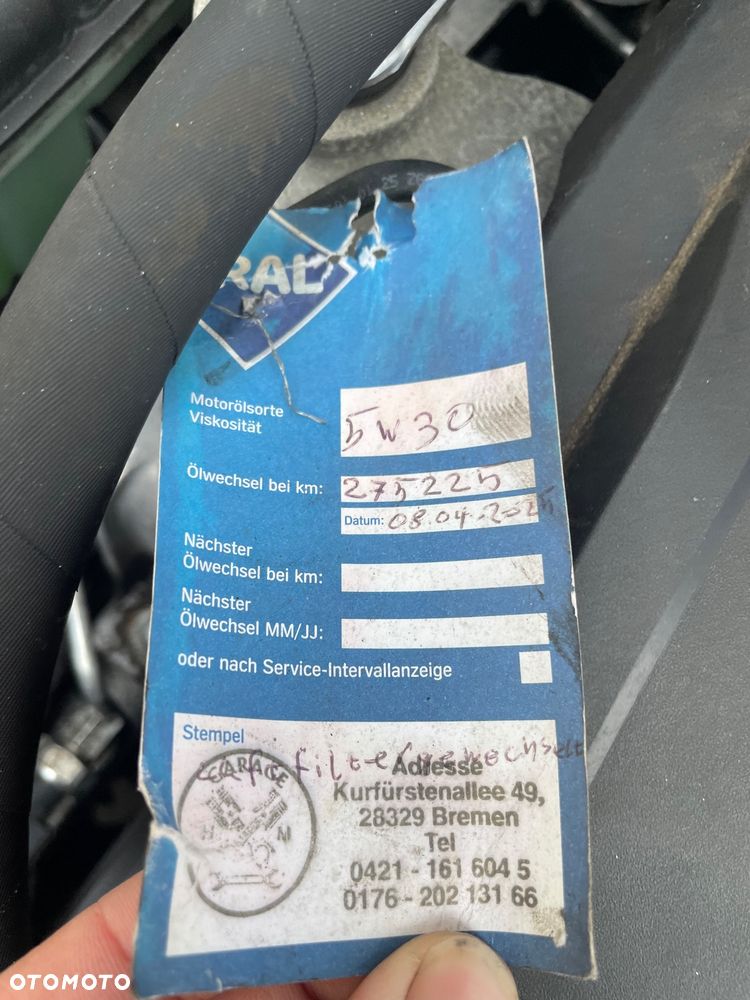 RAL
Motorölsorte
Viskosität
5W30
Ölwechsel bei km:
275225
Datum: 08.04.2025
Nächster
Ölwechsel bei km:
Nächster
Ölwechsel MM/JJ:
oder nach Service-Intervallanzeige
Stempel
filter gewechselt
GARAGE
H N
Adresse
Kurfürstenallee 49,
28329 Bremen
Tel
0421 - 161 604 5
0176 - 202 131 66
OTOMOTO